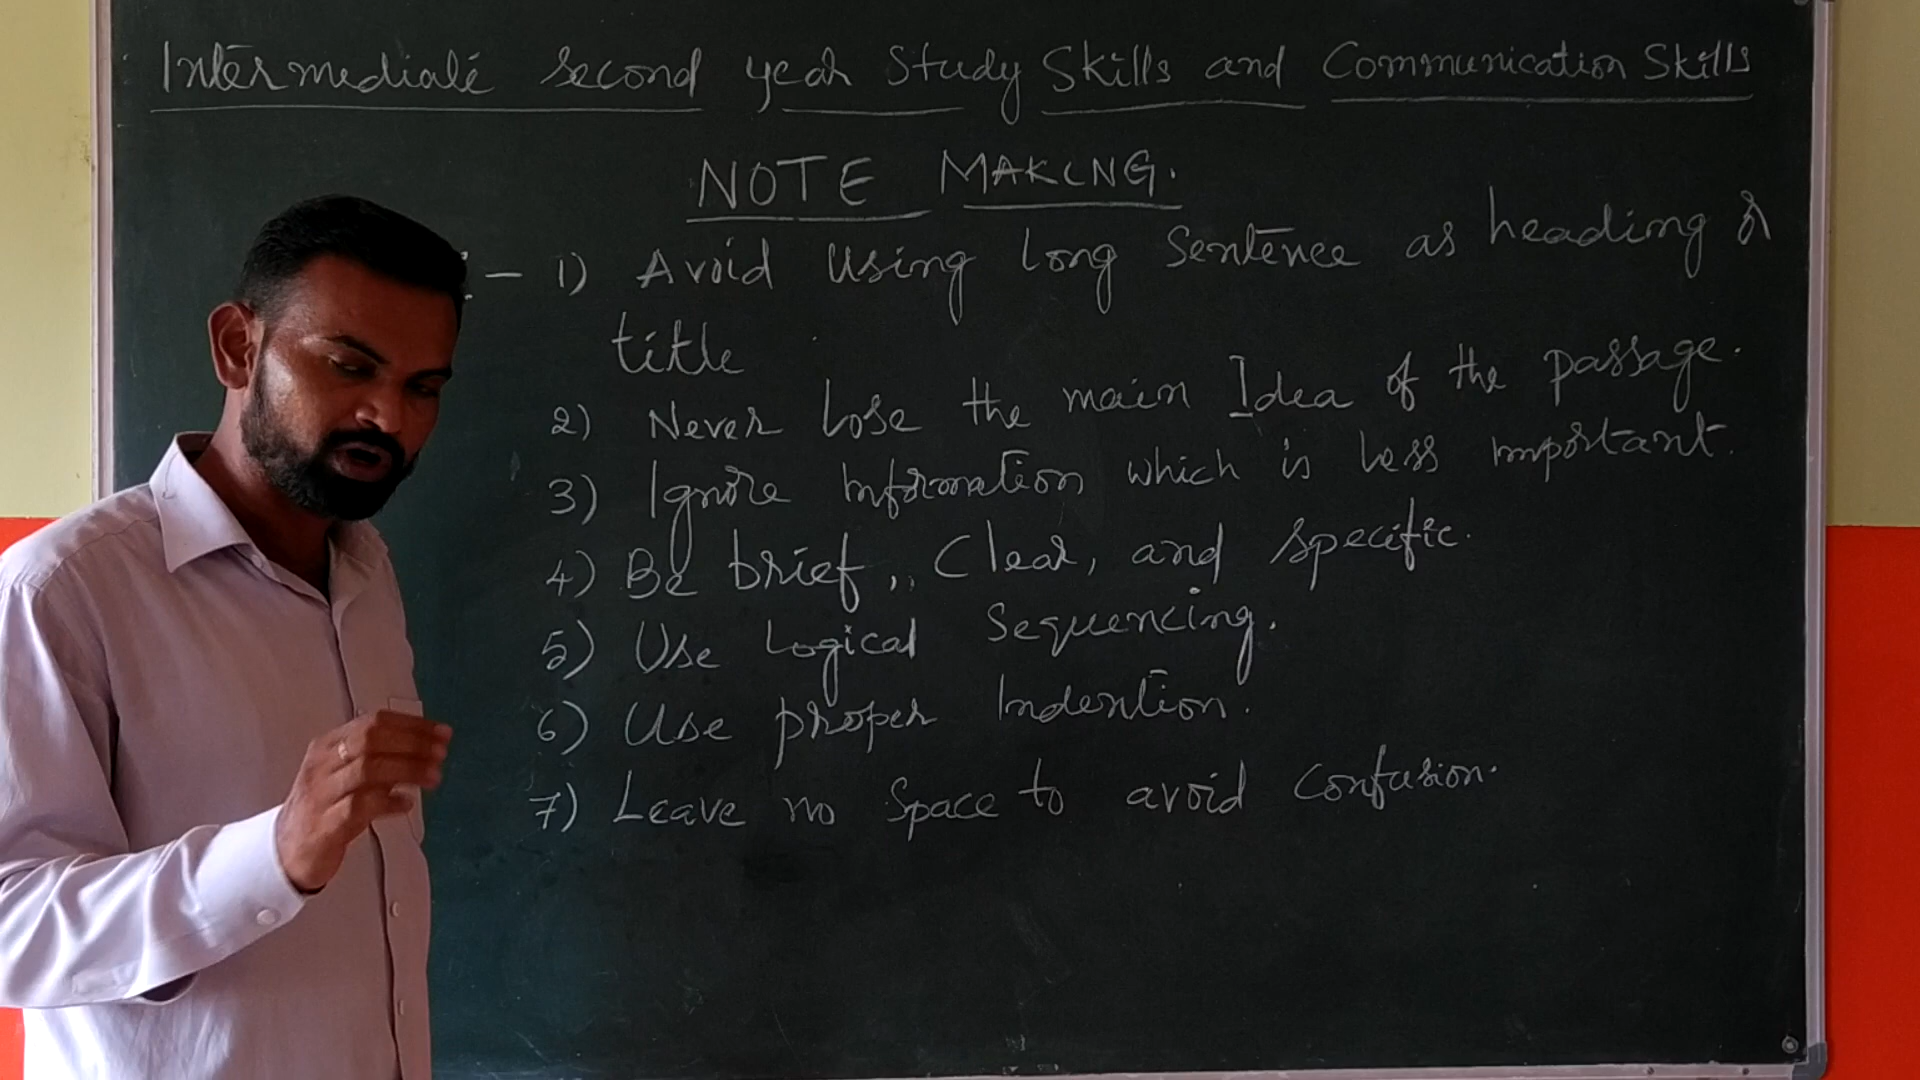 Intermediate second year Study Skills and Communication Skills
NOTE MAKING.
:- 1) Avoid Using Long Sentence as heading or
title
2) Never Lose the main Idea of the passage.
3) Ignore Information which is Less important.
4) Be brief,, Clear, and specific.
5) Use Logical Sequencing.
6) Use proper Indention.
7) Leave no Space to avoid confusion.